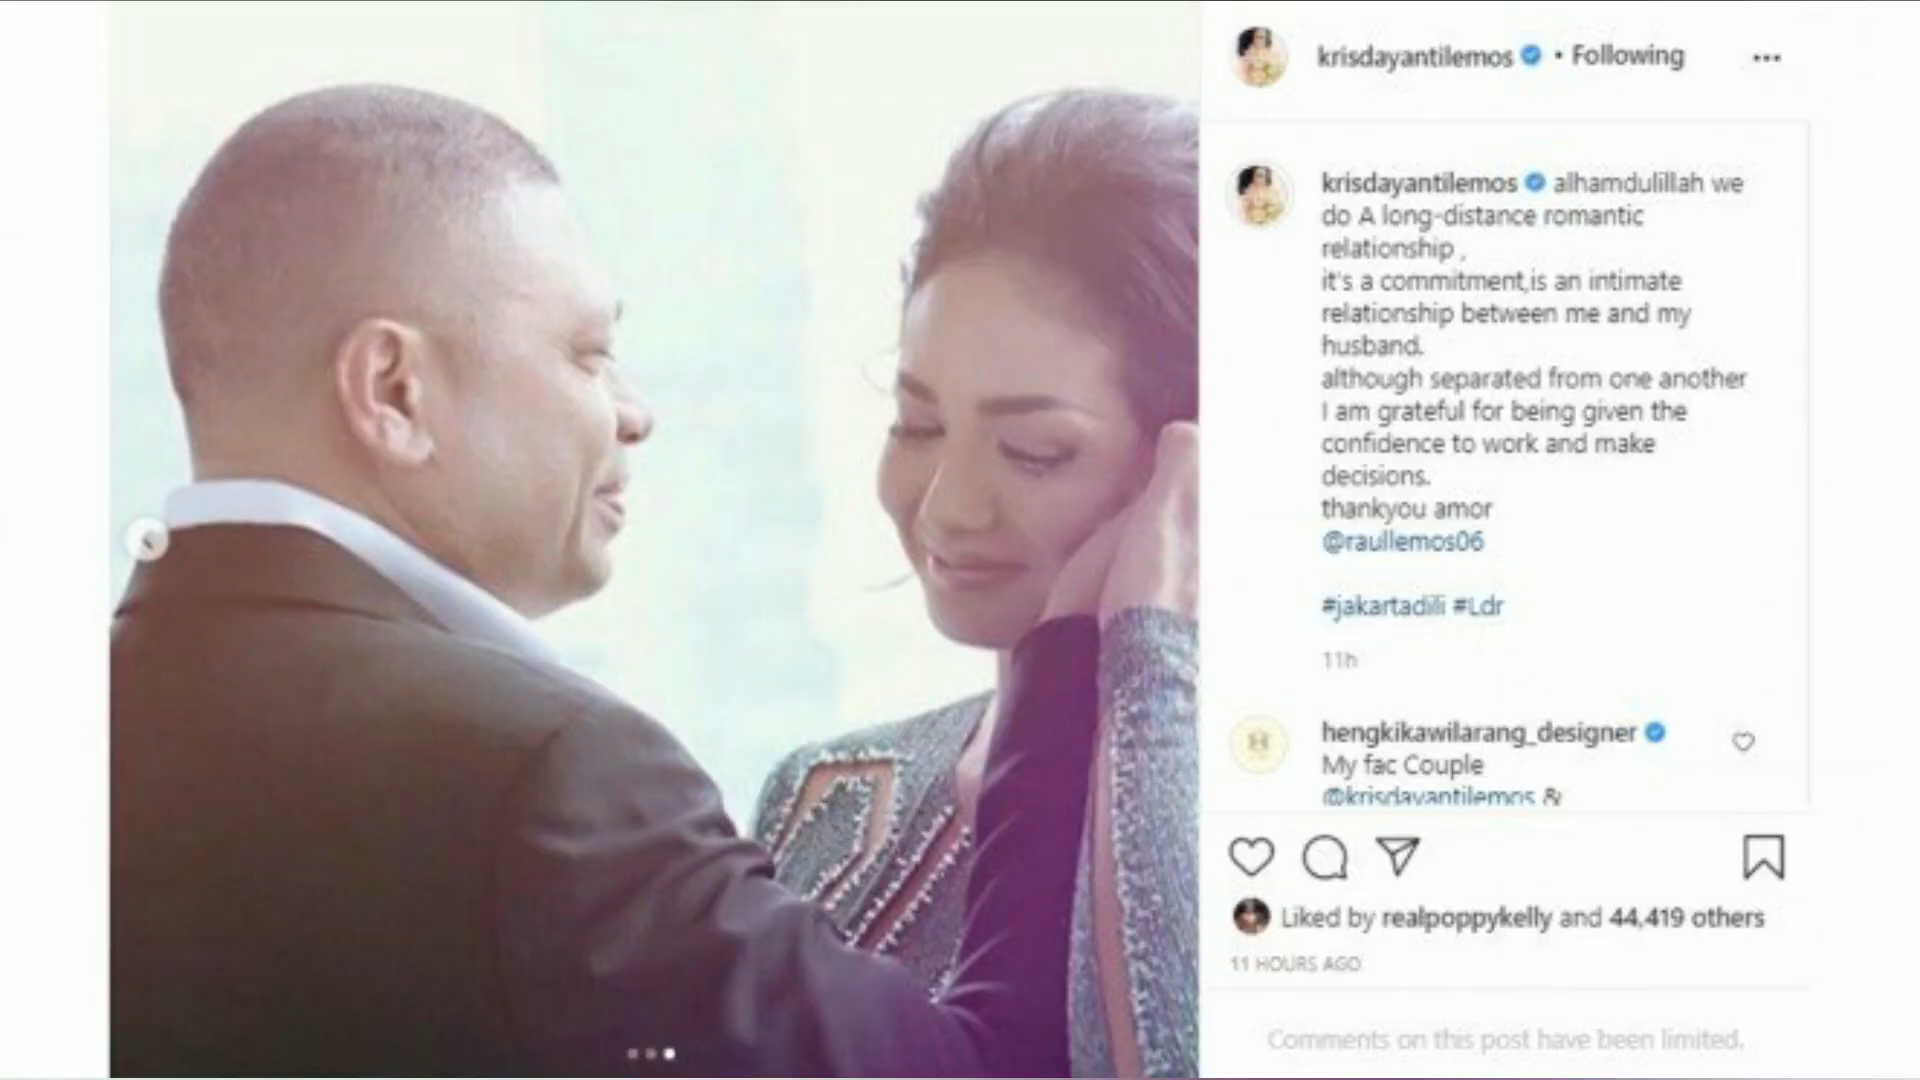 krisdayantilemos • Following
krisdayantilemos alhamdulillah we
do A long-distance romantic
relationship ,
it's a commitment,is an intimate
relationship between me and my
husband.
although separated from one another
I am grateful for being given the
confidence to work and make
decisions.
thankyou amor
@raullemos06
#jakartadili #Ldr
11h
hengkikawilarang_designer
My fac Couple
@krisdayantilemos &
Liked by realpoppykelly and 44,419 others
11 HOURS AGO
Comments on this post have been limited.